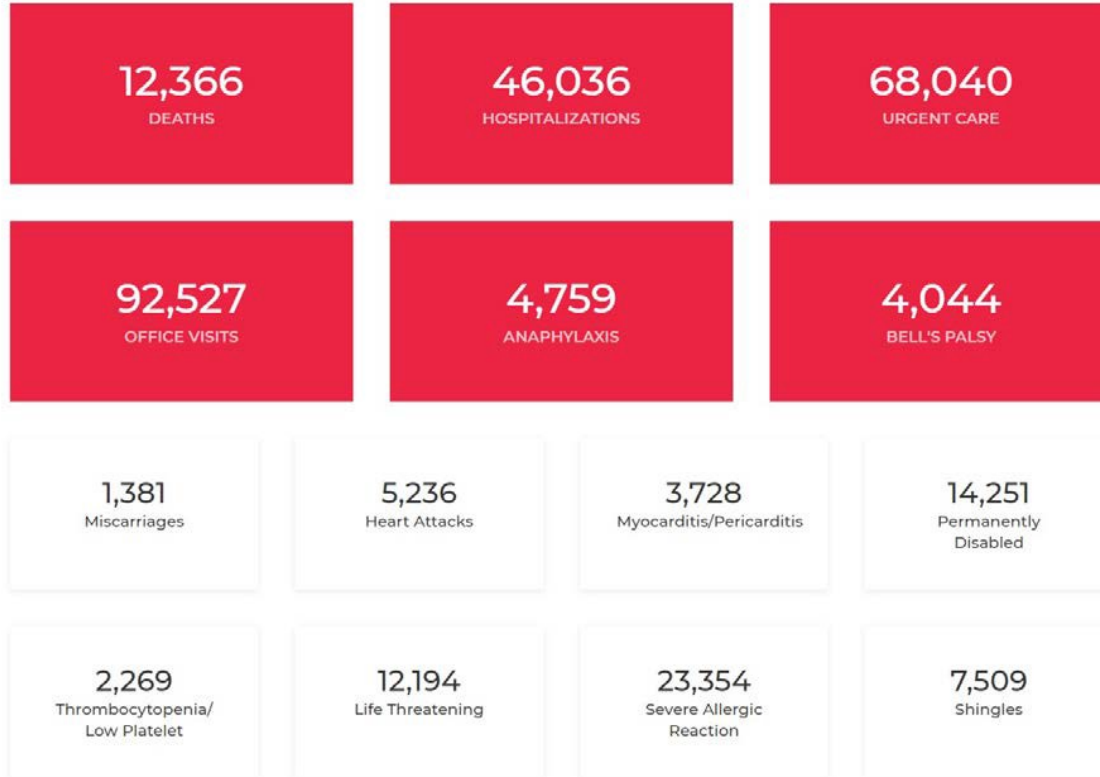 12,366
DEATHS
46,036
HOSPITALIZATIONS
68,040
URGENT CARE
92,527
OFFICE VISITS
4,759
ANAPHYLAXIS
4,044
BELL'S PALSY
1,381
Miscarriages
5,236
Heart Attacks
3,728
Myocarditis/Pericarditis
14,251
Permanently
Disabled
2,269
Thrombocytopenia/
Low Platelet
12,194
Life Threatening
23,354
Severe Allergic
Reaction
7,509
Shingles